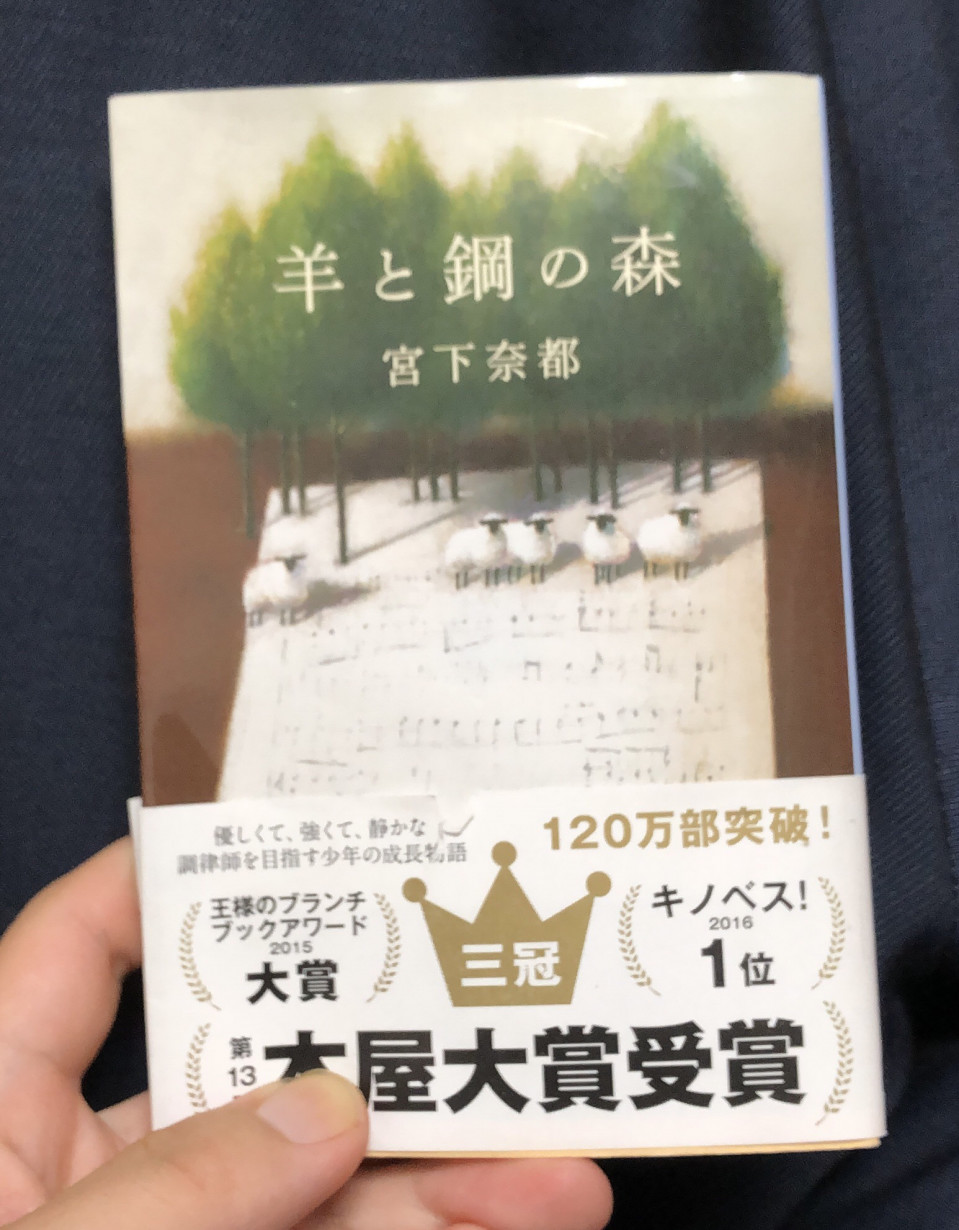 羊と鋼の森
宮下奈都
優しくて、強くて、静かな
調律師を目指す少年の成長物語
120万部突破!
王様のブランチ
ブックアワード
2015
大賞
三冠
キノベス!
2016
1位
第
13
本屋大賞受賞